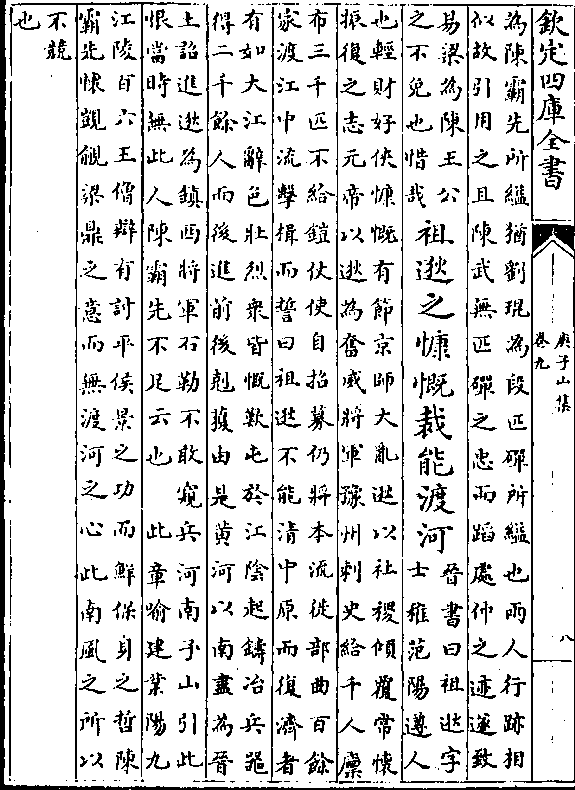 欽定四庫全書
庾子山集
卷九
八
為陳霸先所縊猶劉琨為段匹磾所縊也兩人行跡相
似故引用之且陳武無匹磾之忠而蹈處仲之迹遂致
易梁為陳王公
之不免也惜哉
祖逖之慷慨裁能渡河
晉書曰祖逖字
士稚范陽遒人
也輕財好俠慷慨有節京師大亂逖以社稷傾覆常懷
振復之志元帝以逖為奮威將軍豫州刺史給千人廪
布三千匹不給鎧仗使自招募仍將本流徙部曲百餘
家渡江中流擊楫而誓曰祖逖不能清中原而復濟者
有如大江辭色壯烈衆皆慨歎屯於江陰起鑄冶兵器
得二千餘人而後進前後剋獲由是黄河以南盡為晉
土詔進逖為鎮西將軍石勒不敢窺兵河南子山引此
恨當時無此人陳霸先不足云也 此章喻建業陽九
江陵百六王僧辯有討平侯景之功而鮮保身之哲陳
霸先懷覬覦梁鼎之意而無渡河之心此南風之所以
不競
也